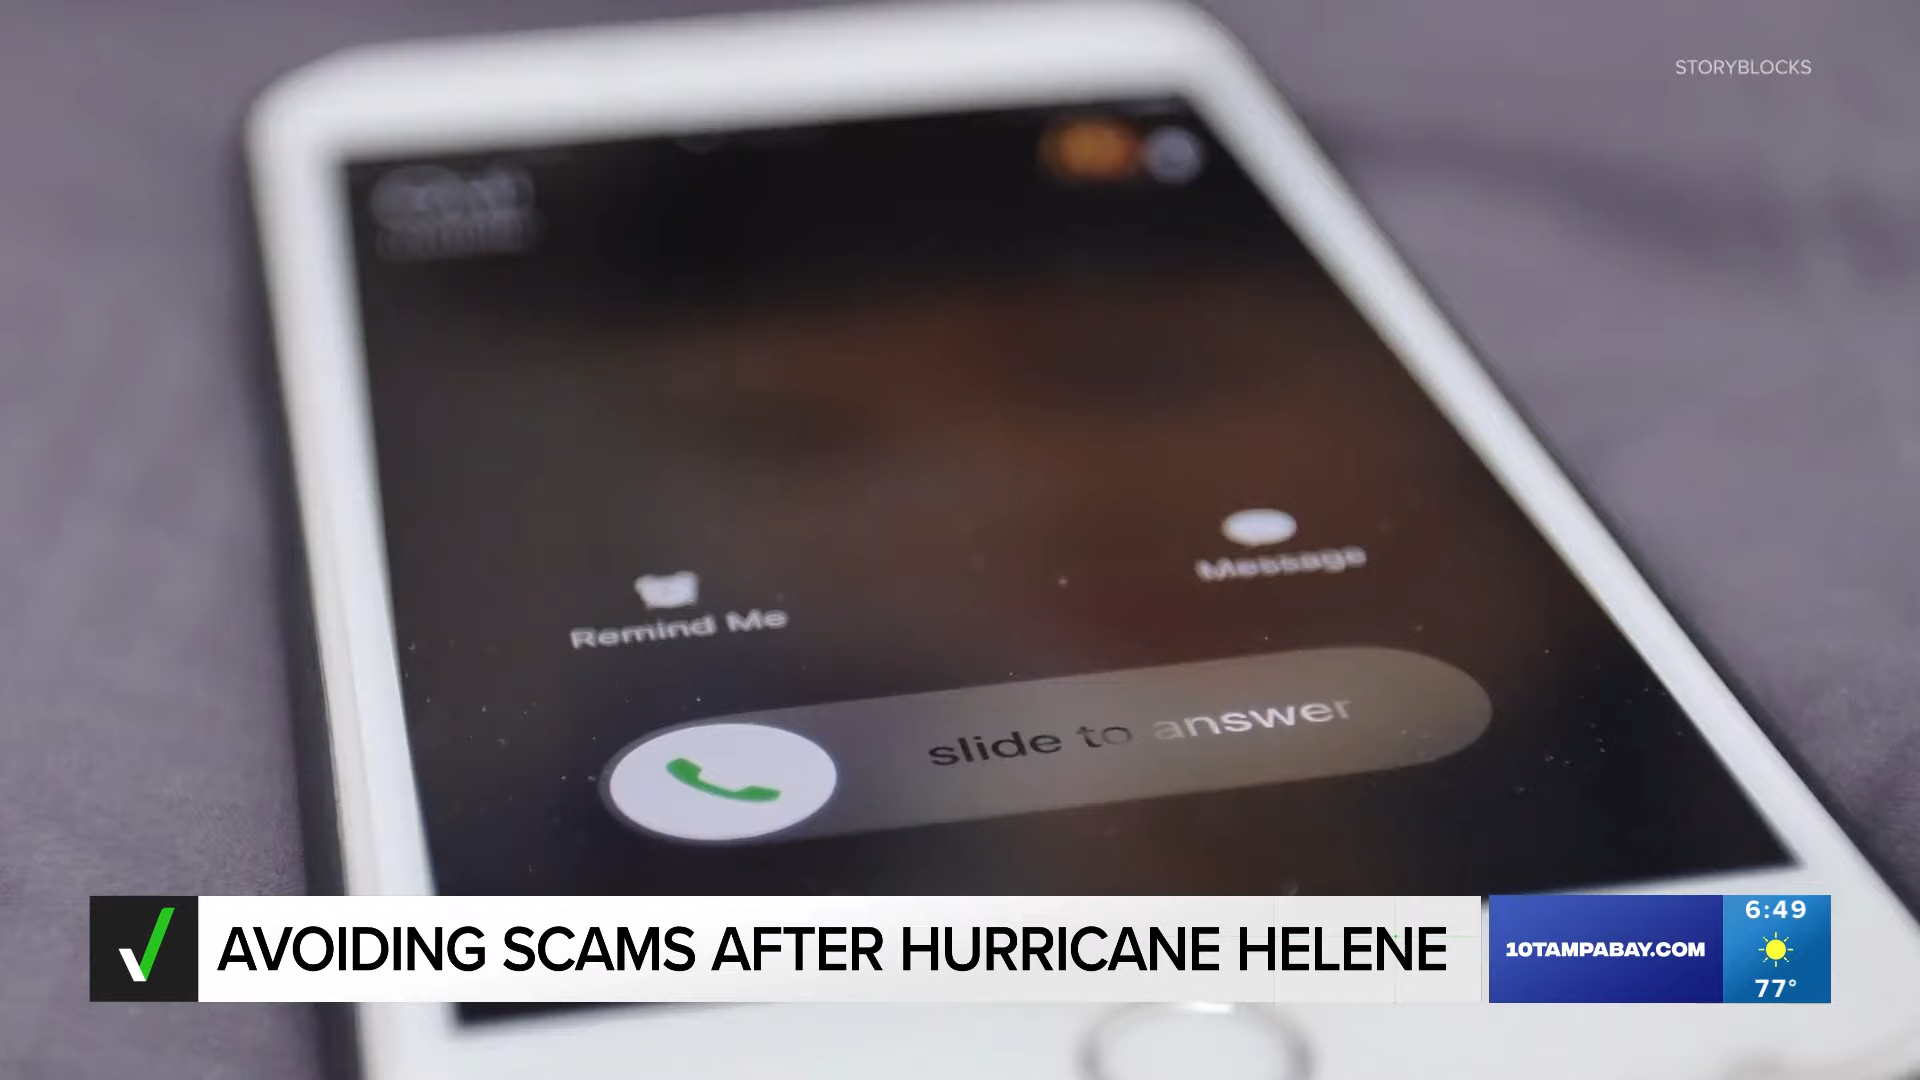 STORYBLOCKS
Remind Me
Message
slide to answer
AVOIDING SCAMS AFTER HURRICANE HELENE
10TAMPABAY.COM
6:49
77°